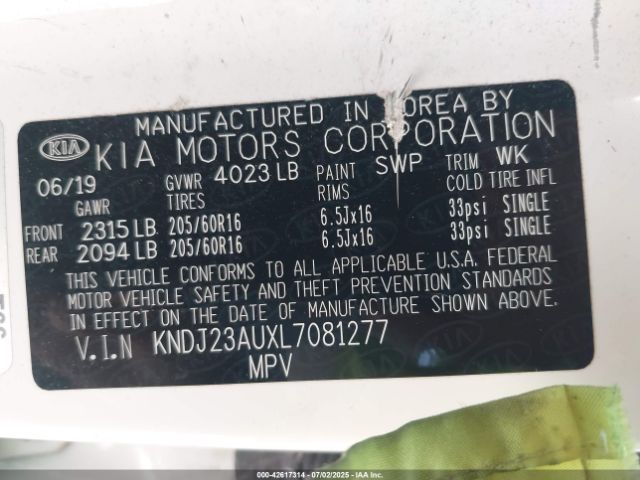 MANUFACTURED IN KOREA BY
KIA KIA MOTORS CORPORATION
06/19 GVWR 4023 LB PAINT SWP TRIM WK
GAWR TIRES RIMS COLD TIRE INFL
FRONT 2315 LB 205/60R16 6.5Jx16 33psi SINGLE
REAR 2094 LB 205/60R16 6.5Jx16 33psi SINGLE
THIS VEHICLE CONFORMS TO ALL APPLICABLE U.S.A. FEDERAL
MOTOR VEHICLE SAFETY AND THEFT PREVENTION STANDARDS
IN EFFECT ON THE DATE OF MANUFACTURE SHOWN ABOVE.
V.I.N KNDJ23AUXL7081277
MPV
000-42617314 - 07/02/2025 - IAAI.COM